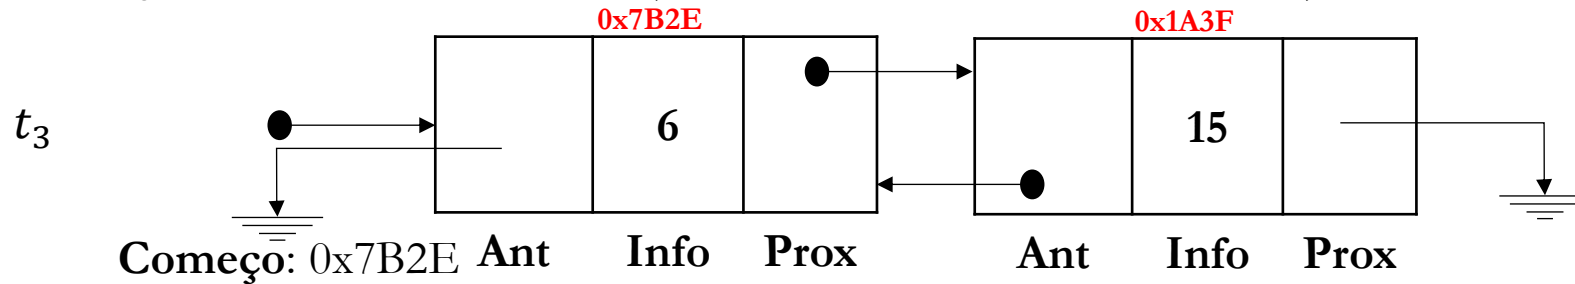 0x7B2E 0x1A3F
t₃ 6 15
Começo: 0x7B2E Ant Info Prox Ant Info Prox